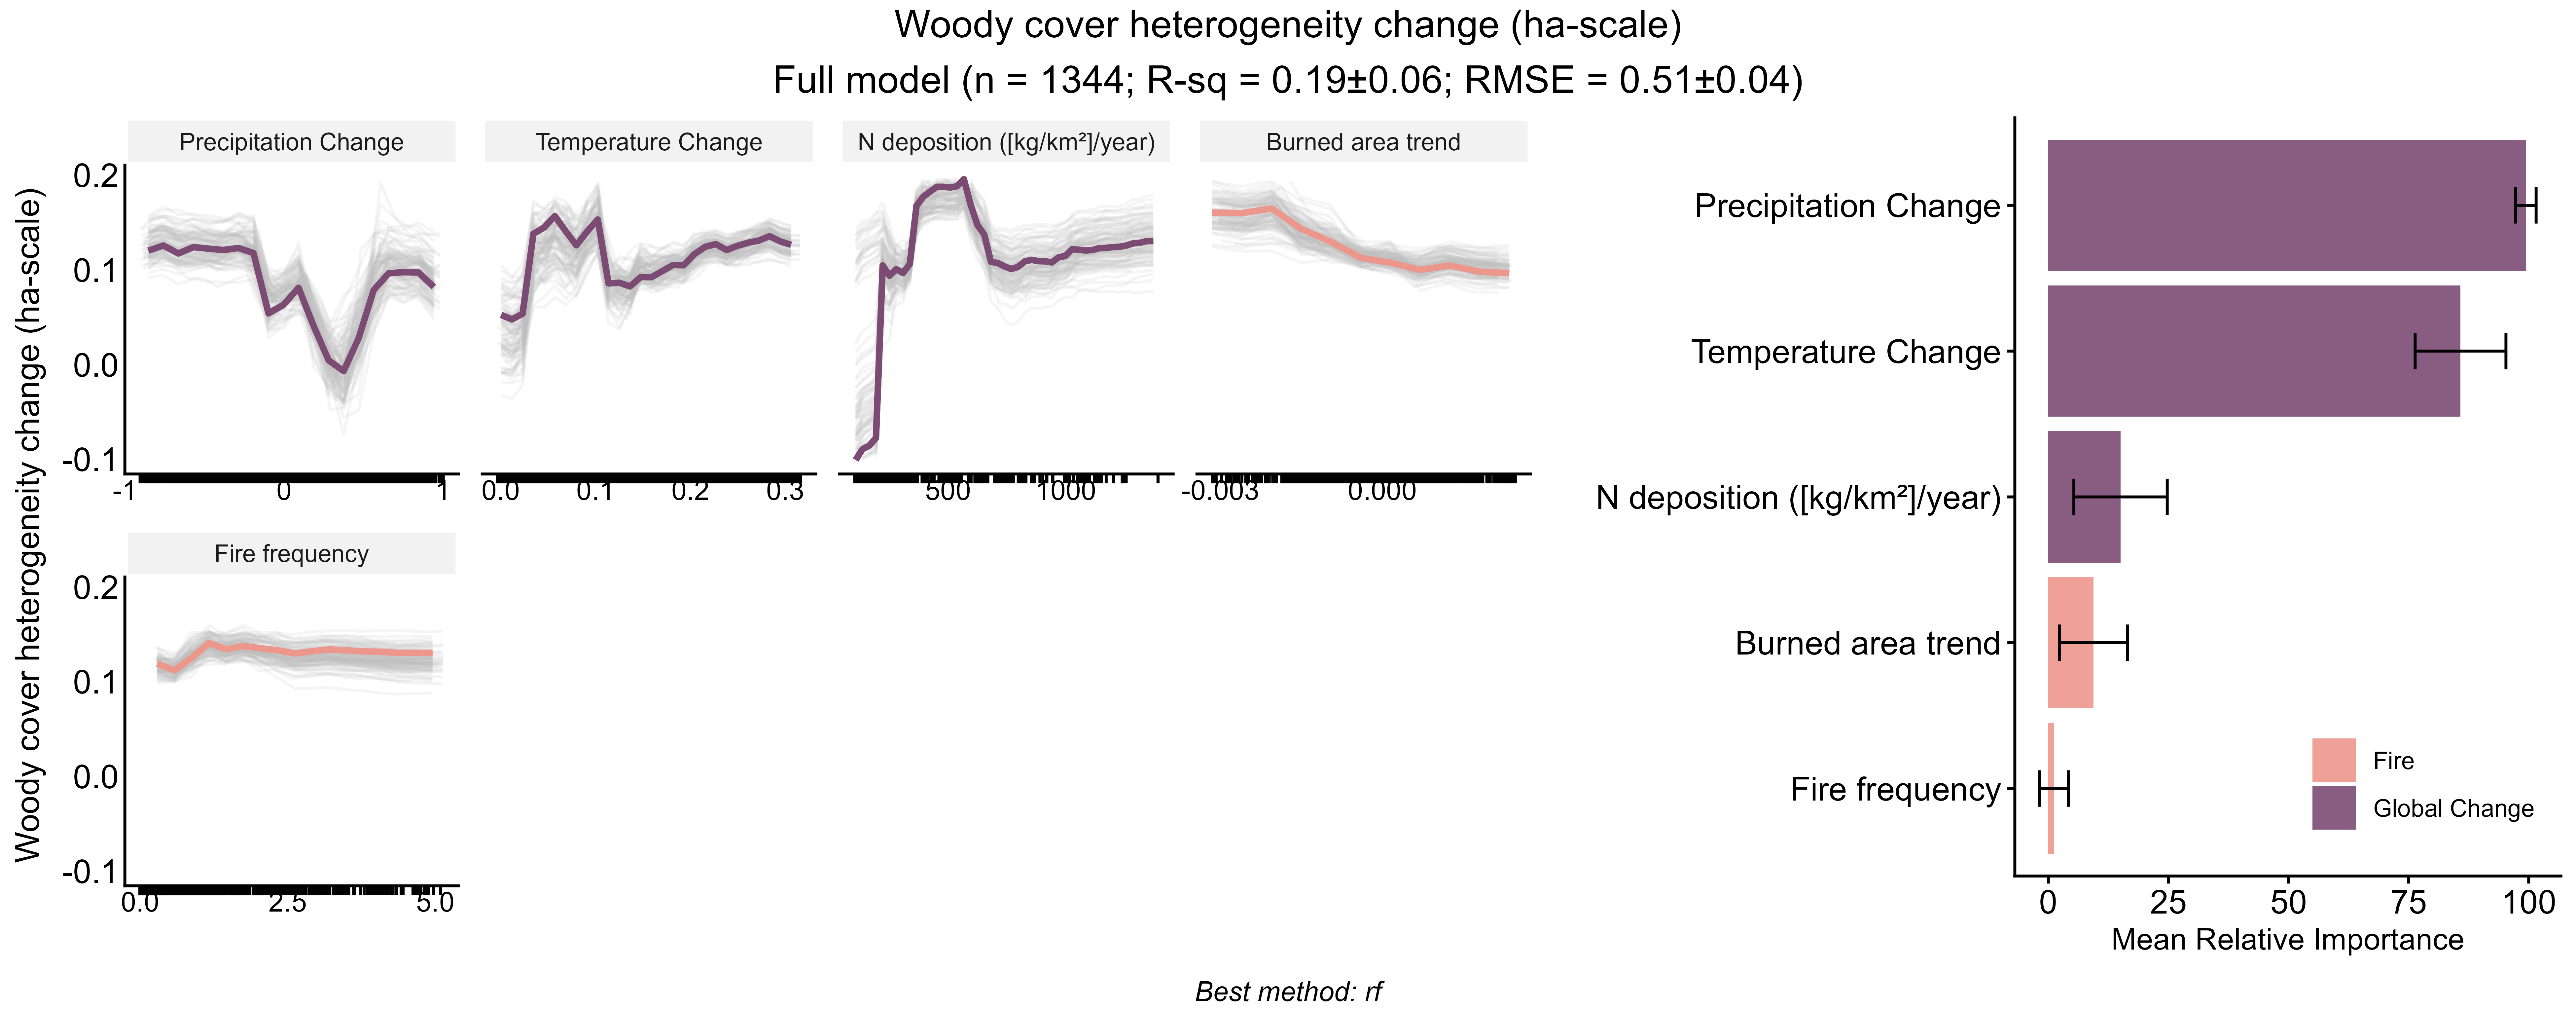 Woody cover heterogeneity change (ha-scale)
Full model (n = 1344; R-sq = 0.19±0.06; RMSE = 0.51±0.04)
Woody cover heterogeneity change (ha-scale)
Precipitation Change
0.2
0.1
0.0
-0.1
-1 0 1
Temperature Change
0.0 0.1 0.2 0.3
N deposition ([kg/km²]/year)
500 1000
Burned area trend
-0.003 0.000
Fire frequency
0.2
0.1
0.0
-0.1
0.0 2.5 5.0
Precipitation Change
Temperature Change
N deposition ([kg/km²]/year)
Burned area trend
Fire frequency
Fire
Global Change
0 25 50 75 100
Mean Relative Importance
Best method: rf